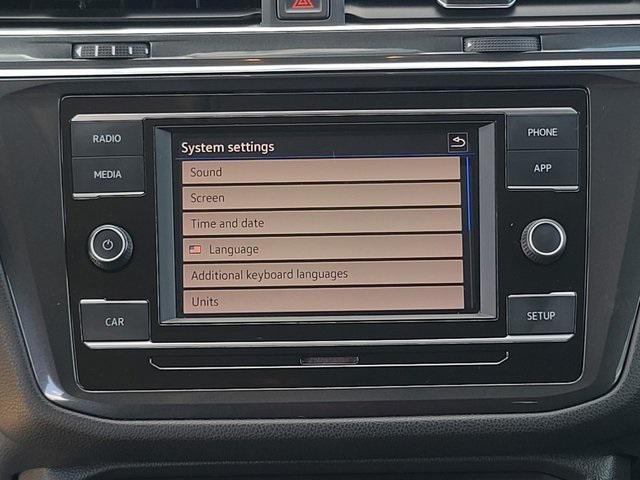 RADIO
MEDIA
CAR
System settings
Sound
Screen
Time and date
Language
Additional keyboard languages
Units
PHONE
APP
SETUP